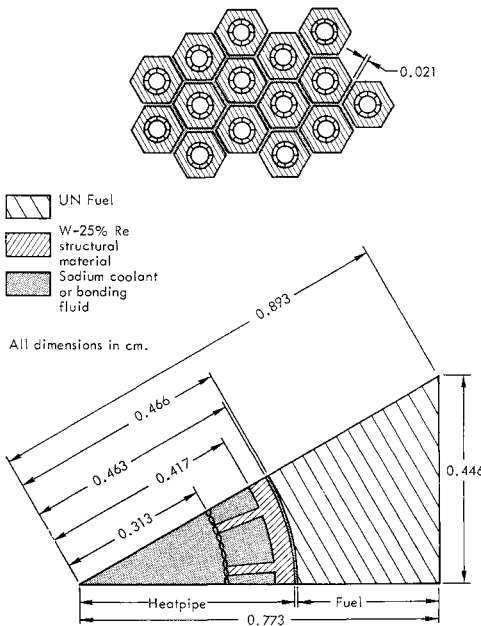 0.021
UN Fuel
W-25% Re
structural
material
Sodium coolant
or bonding
fluid
All dimensions in cm.
0.893
0.466
0.463
0.417
0.313
0.446
Heatpipe
Fuel
0.773